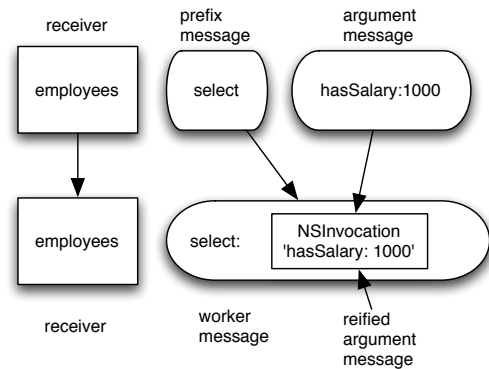 receiver
prefix
message
argument
message
employees
select
hasSalary:1000
employees
select:
NSInvocation
'hasSalary: 1000'
receiver
worker
message
reified
argument
message